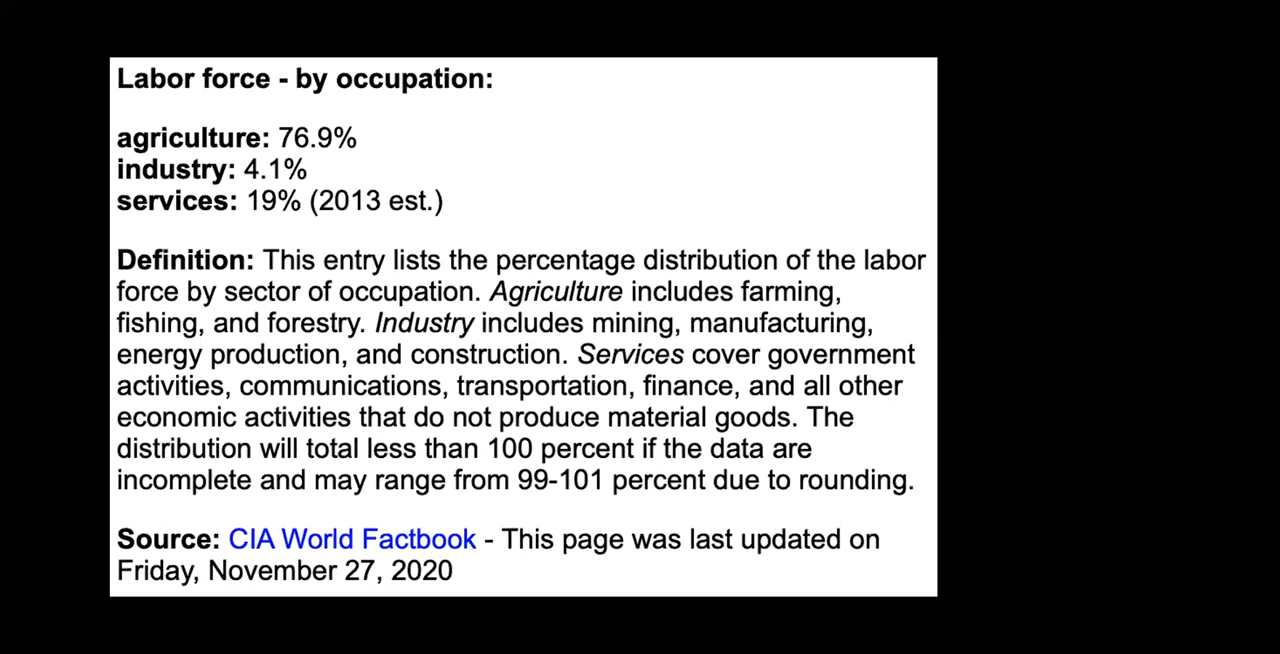 Labor force - by occupation:
agriculture: 76.9%
industry: 4.1%
services: 19% (2013 est.)
Definition: This entry lists the percentage distribution of the labor
force by sector of occupation. Agriculture includes farming,
fishing, and forestry. Industry includes mining, manufacturing,
energy production, and construction. Services cover government
activities, communications, transportation, finance, and all other
economic activities that do not produce material goods. The
distribution will total less than 100 percent if the data are
incomplete and may range from 99-101 percent due to rounding.
Source: CIA World Factbook - This page was last updated on
Friday, November 27, 2020